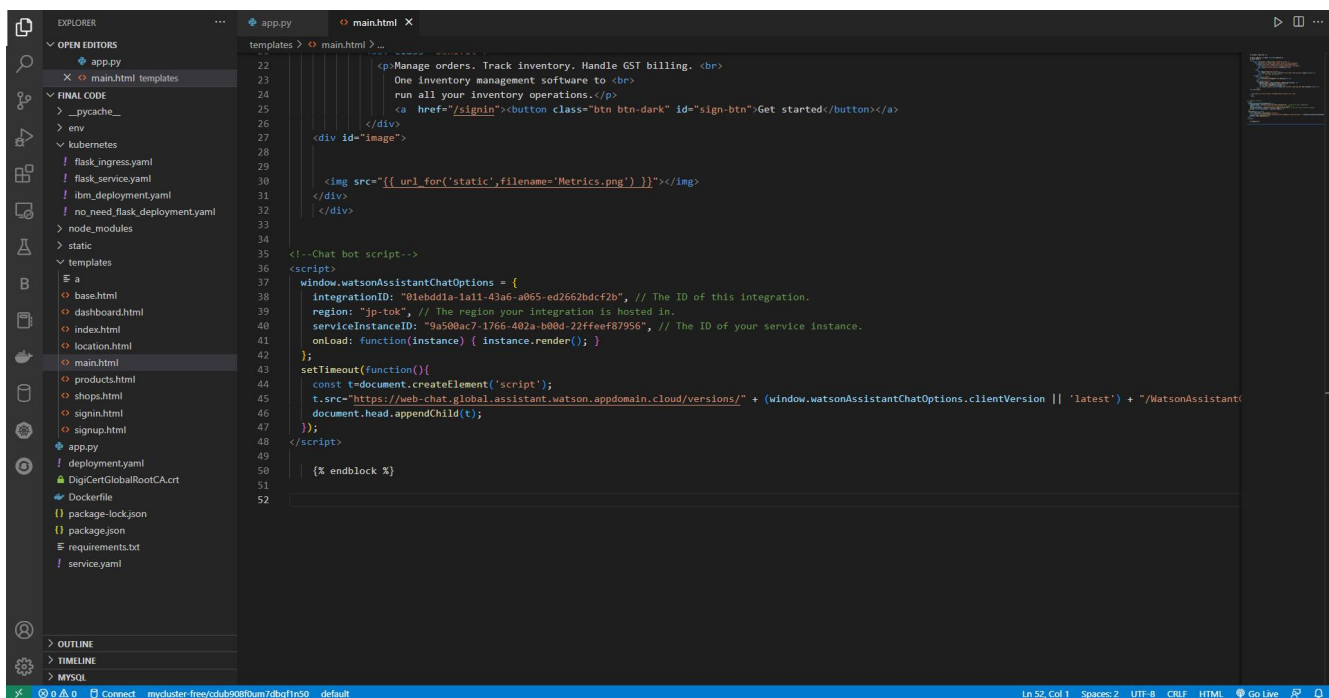 EXPLORER
OPEN EDITORS
app.py
main.html templates
FINAL CODE
__pycache__
env
kubernetes
flask_ingress.yaml
flask_service.yaml
ibm_deployment.yaml
no_need_flask_deployment.yaml
node_modules
static
templates
a
base.html
dashboard.html
index.html
location.html
main.html
products.html
shops.html
signin.html
signup.html
app.py
deployment.yaml
DigiCertGlobalRootCA.crt
Dockerfile
package-lock.json
package.json
requirements.txt
service.yaml
OUTLINE
TIMELINE
MYSQL
app.py
main.html
templates > main.html > ...
22 <p>Manage orders. Track inventory. Handle GST billing. <br>
23 One inventory management software to <br>
24 run all your inventory operations.</p>
25 <a href="/signin"><button class="btn btn-dark" id="sign-btn">Get started</button></a>
26 </div>
27 <div id="image">
28
29
30 <img src="{{ url_for('static',filename='Metrics.png') }}"></img>
31 </div>
32 </div>
33
34
35 <!--Chat bot script-->
36 <script>
37 window.watsonAssistantChatOptions = {
38 integrationID: "01ebdd1a-1a11-43a6-a065-ed2662bdcf2b", // The ID of this integration.
39 region: "jp-tok", // The region your integration is hosted in.
40 serviceInstanceID: "9a500ac7-1766-402a-b00d-22ffeef87956", // The ID of your service instance.
41 onLoad: function(instance) { instance.render(); }
42 };
43 setTimeout(function(){
44 const t=document.createElement('script');
45 t.src="https://web-chat.global.assistant.watson.appdomain.cloud/versions/" + (window.watsonAssistantChatOptions.clientVersion || 'latest') + "/WatsonAssistant
46 document.head.appendChild(t);
47 });
48 </script>
49
50 {% endblock %}
51
52
0 0 Connect mycluster-free/cdub908f0um7dbqf1n50 default
Ln 52, Col 1 Spaces: 2 UTF-8 CRLF HTML Go Live